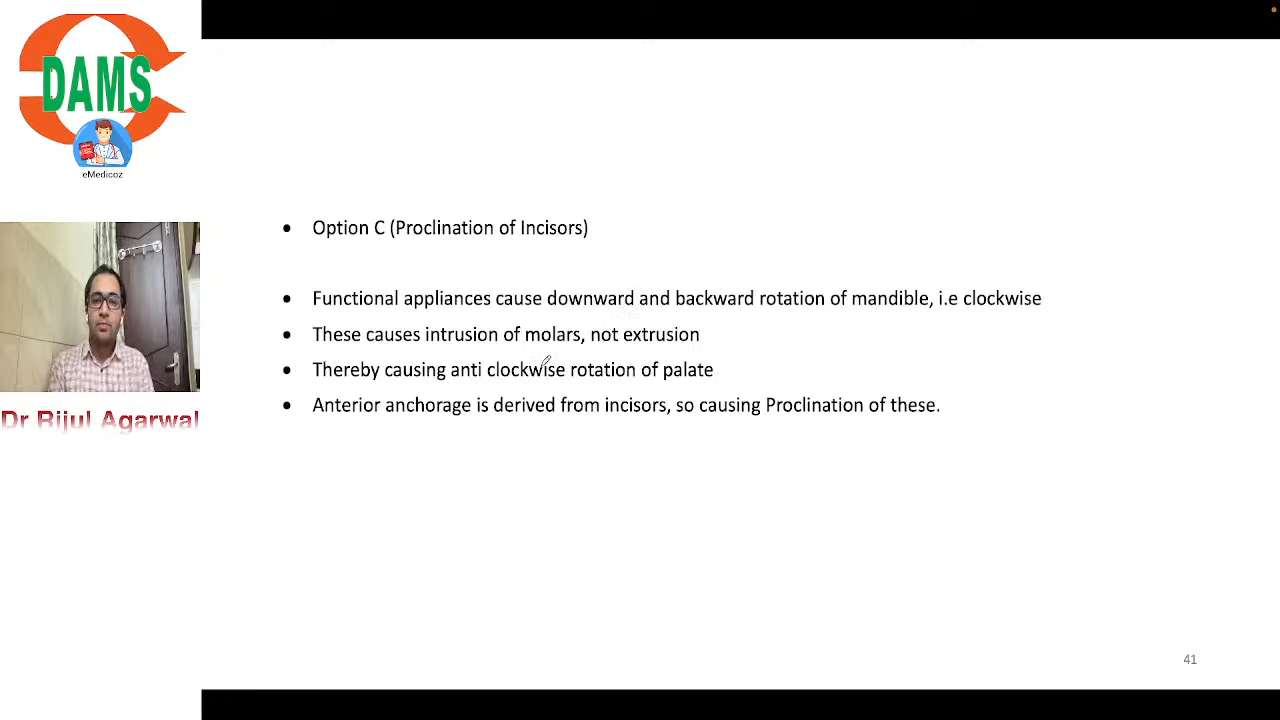 DAMS
eMedicoz
Dr Rijul Agarwal
• Option C (Proclination of Incisors)
• Functional appliances cause downward and backward rotation of mandible, i.e clockwise
• These causes intrusion of molars, not extrusion
• Thereby causing anti clockwise rotation of palate
• Anterior anchorage is derived from incisors, so causing Proclination of these.
41